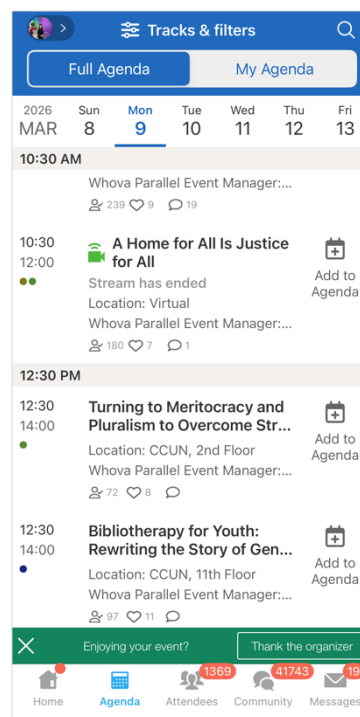 Tracks & filters
Full Agenda
My Agenda
2026 MAR
Sun 8
Mon 9
Tue 10
Wed 11
Thu 12
Fri 13
10:30 AM
Whova Parallel Event Manager:...
239 9 19
10:30
12:00
A Home for All Is Justice
for All
Stream has ended
Location: Virtual
Whova Parallel Event Manager:...
180 7 1
Add to
Agenda
12:30 PM
12:30
14:00
Turning to Meritocracy and
Pluralism to Overcome Str...
Location: CCUN, 2nd Floor
Whova Parallel Event Manager:...
72 8
Add to
Agenda
12:30
14:00
Bibliotherapy for Youth:
Rewriting the Story of Gen...
Location: CCUN, 11th Floor
Whova Parallel Event Manager:...
97 11
Add to
Agenda
Enjoying your event?
Thank the organizer
Home
Agenda
1369
Attendees
41743
Community
19
Messages